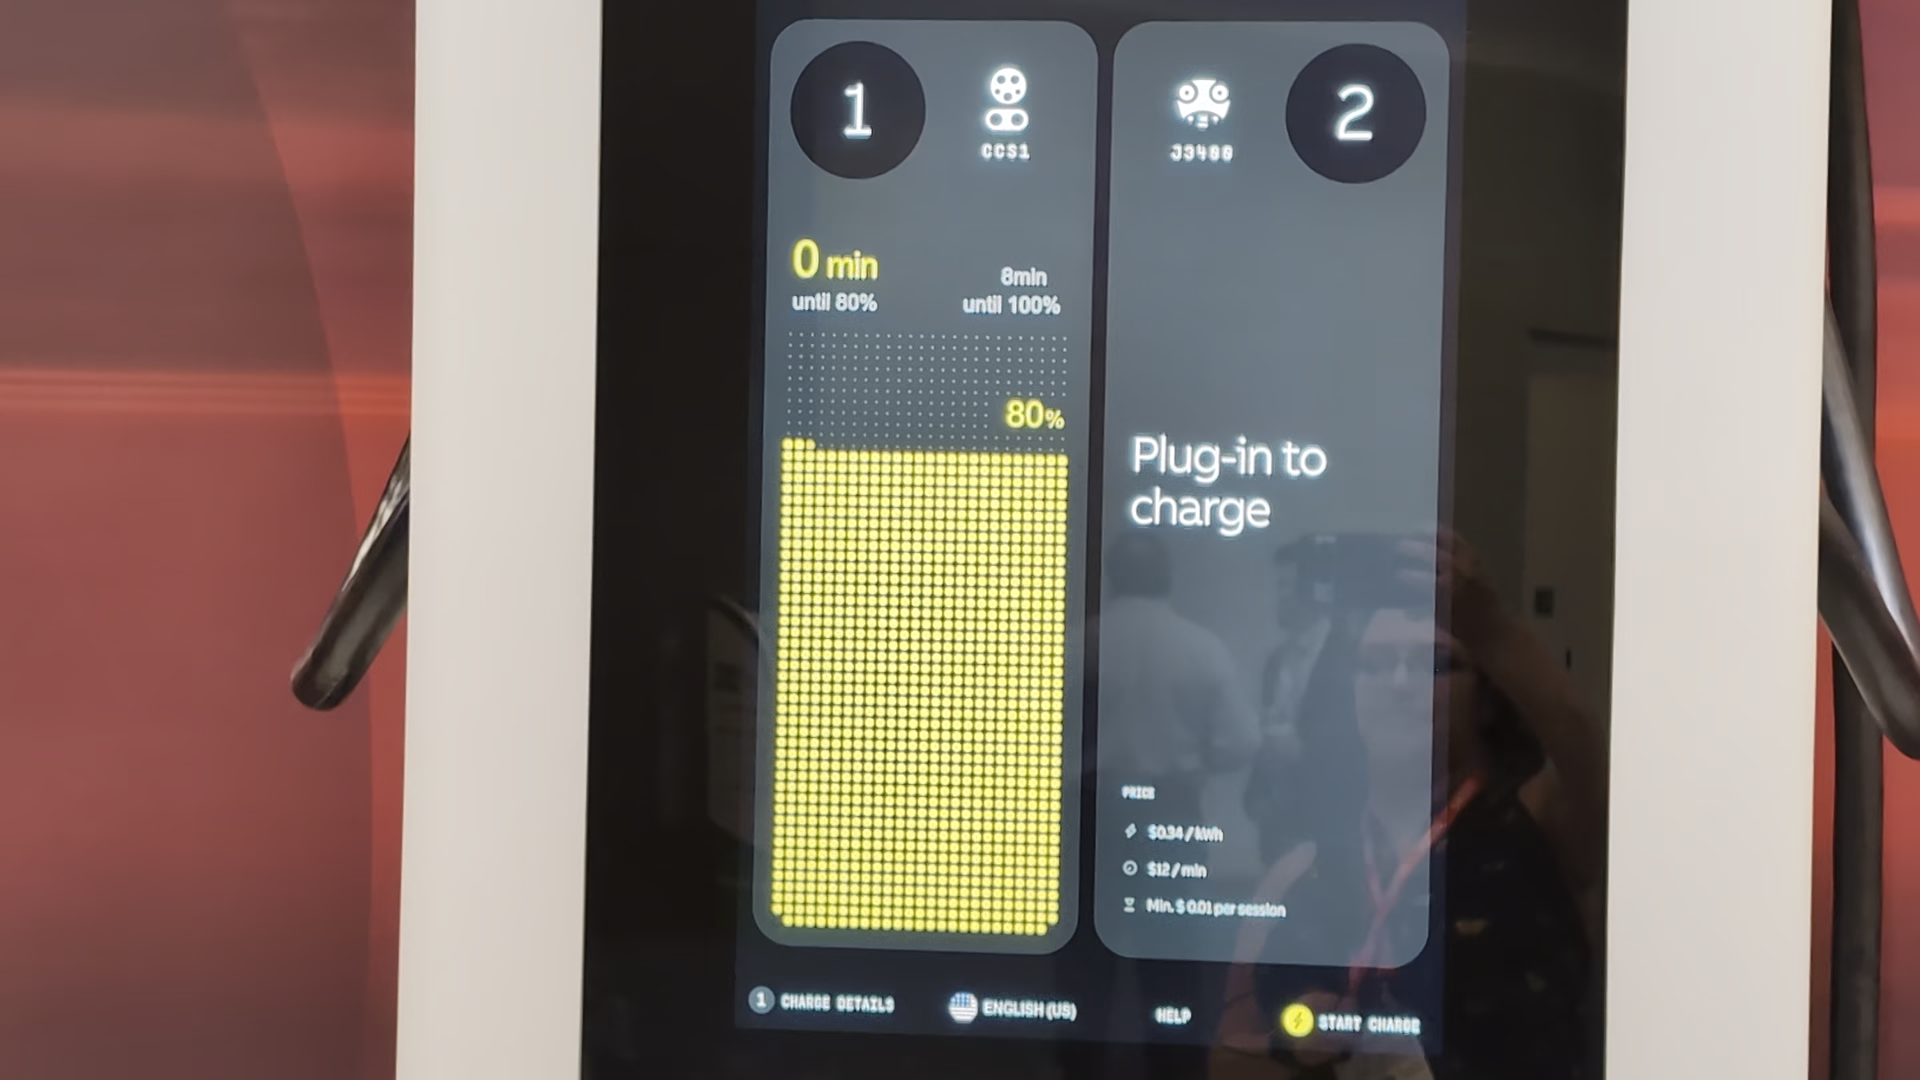 1
CCS1
0 min
until 80%
8min
until 100%
80%
J3400
2
Plug-in to
charge
PRICE
$0.34 / kWh
$12 / min
Min. $ 0.01 per session
1 CHARGE DETAILS
ENGLISH (US)
HELP
START CHARGE